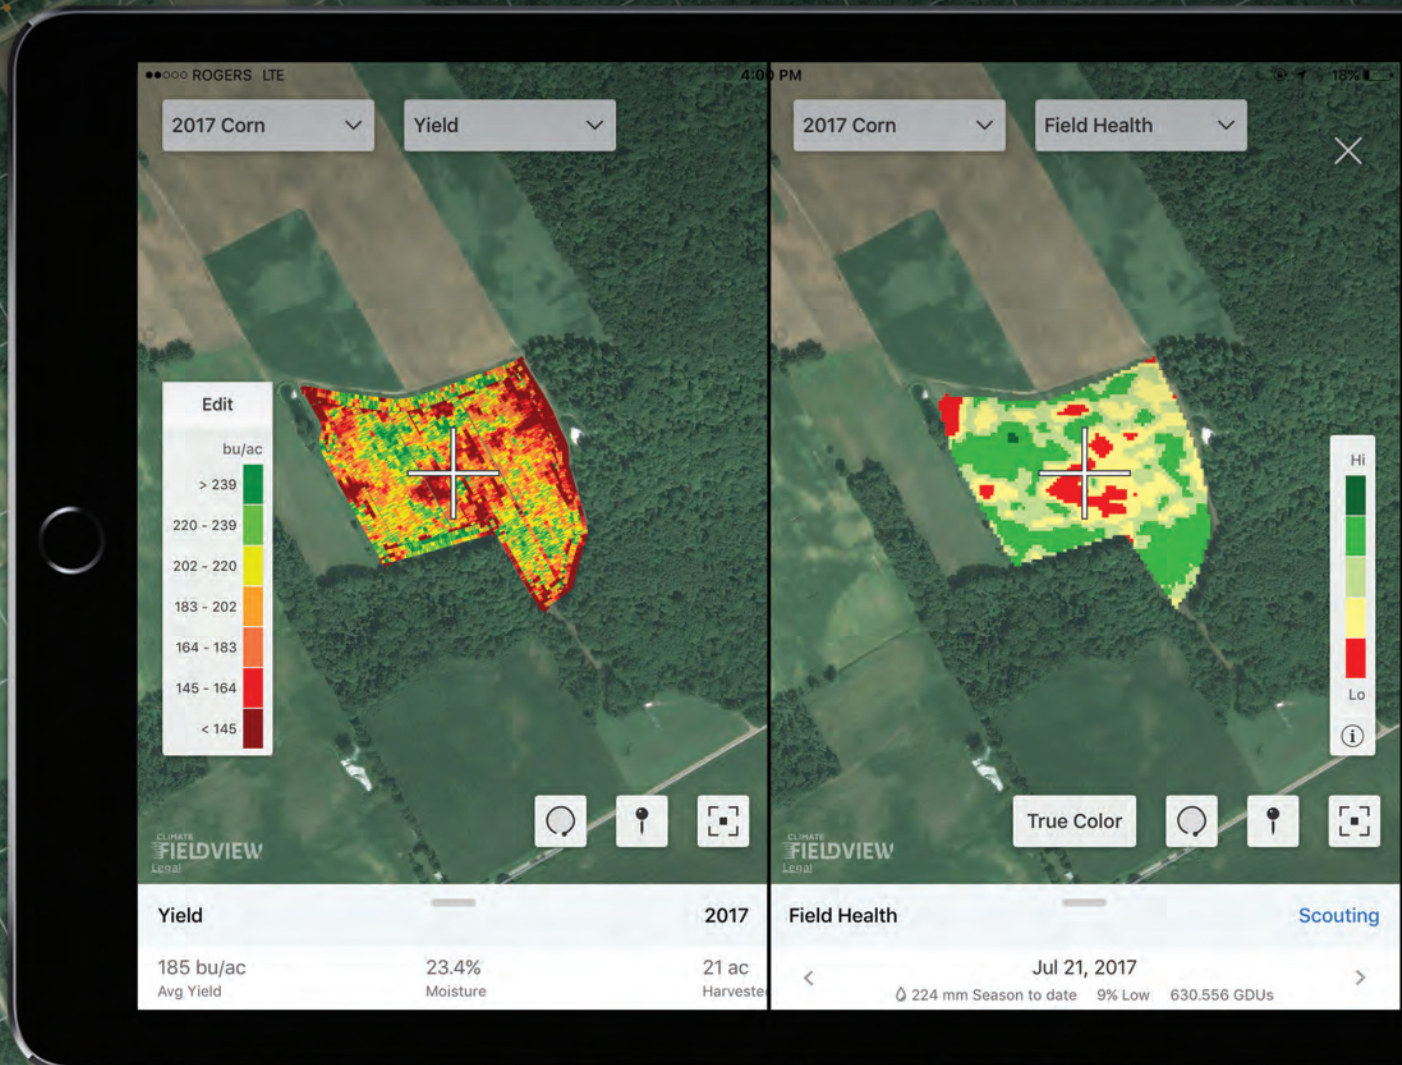 ROGERS LTE
4:00 PM
18%
2017 Corn
Yield
Edit
bu/ac
> 239
220 - 239
202 - 220
183 - 202
164 - 183
145 - 164
< 145
CLIMATE
FIELDVIEW
Legal
Yield
2017
185 bu/ac
23.4%
21 ac
Avg Yield
Moisture
Harveste
2017 Corn
Field Health
Hi
Lo
True Color
CLIMATE
FIELDVIEW
Legal
Field Health
Scouting
Jul 21, 2017
224 mm Season to date 9% Low 630.556 GDUs